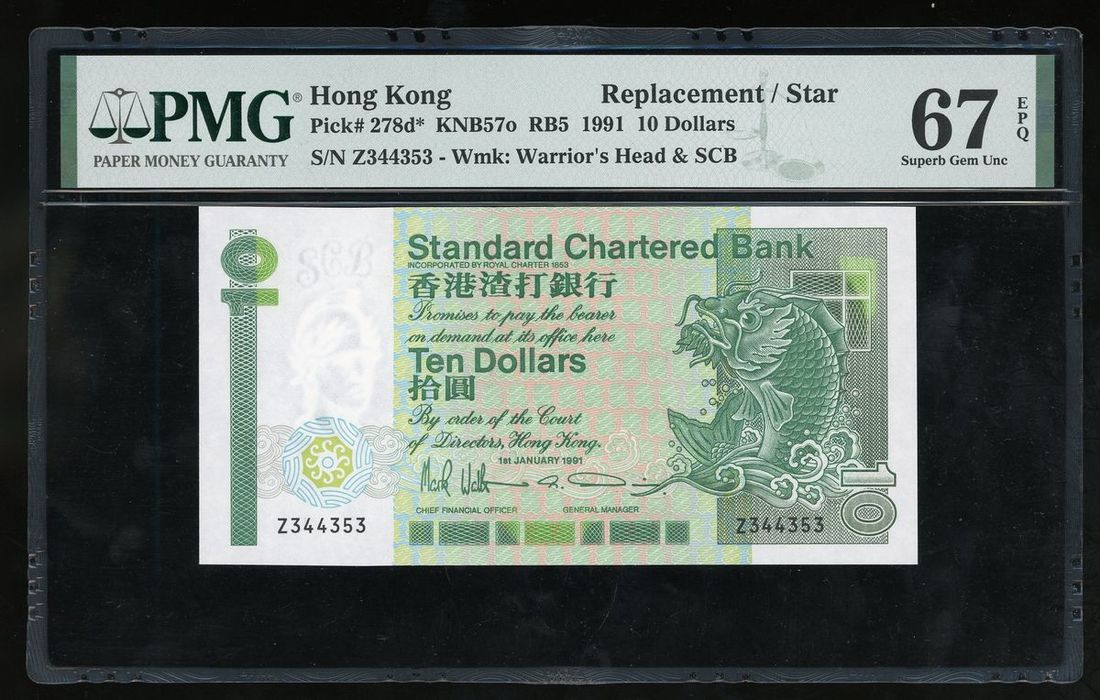 PMG®
PAPER MONEY GUARANTY
Hong Kong Replacement / Star
Pick# 278d* KNB57o RB5 1991 10 Dollars
S/N Z344353 - Wmk: Warrior's Head & SCB
67 EPQ
Superb Gem Unc
10
SCB
Standard Chartered Bank
INCORPORATED BY ROYAL CHARTER 1853
香港渣打銀行
Promises to pay the bearer
on demand at its office here
Ten Dollars
拾圓
By order of the Court
of Directors, Hong Kong.
1st JANUARY 1991
CHIEF FINANCIAL OFFICER GENERAL MANAGER
Z344353
Z344353
10